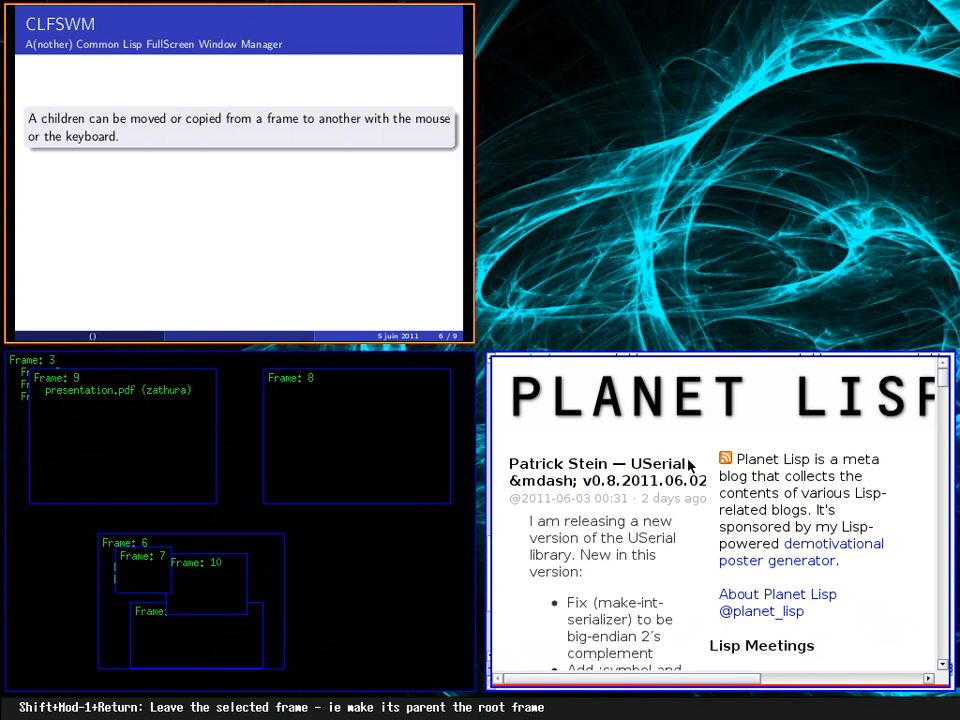 CLFSWM
A(nother) Common Lisp FullScreen Window Manager
A children can be moved or copied from a frame to another with the mouse
or the keyboard.
()
5 juin 2011
6 / 9
Frame: 3
Frame: 9
presentation.pdf (zathura)
Frame: 8
Frame: 6
Frame: 7
Frame: 10
Frame:
PLANET LISP
Patrick Stein — USerial
&mdash; v0.8.2011.06.02
@2011-06-03 00:31 · 2 days ago
I am releasing a new
version of the USerial
library. New in this
version:
• Fix (make-int-
serializer) to be
big-endian 2′s
complement
• Add :symbol and
Planet Lisp is a meta
blog that collects the
contents of various Lisp-
related blogs. It's
sponsored by my Lisp-
powered demotivational
poster generator.
About Planet Lisp
@planet_lisp
Lisp Meetings
Shift+Mod-1+Return: Leave the selected frame - ie make its parent the root frame